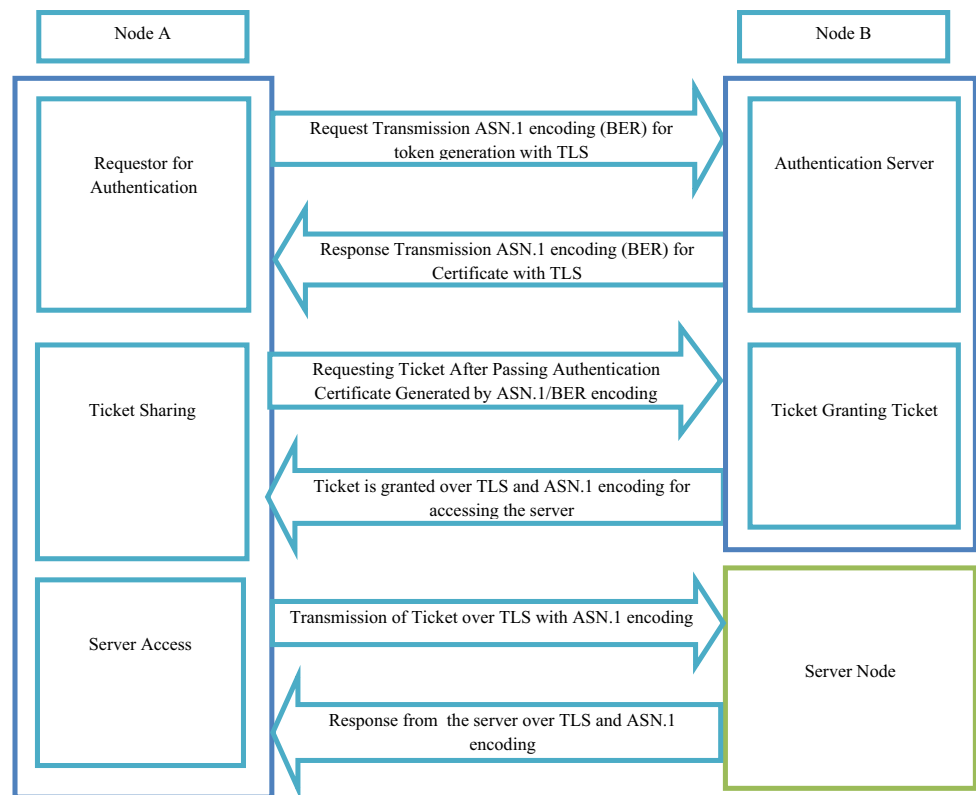 Node A
Node B
Request Transmission ASN.1 encoding (BER) for
token generation with TLS
Requestor for
Authentication
Authentication Server
Response Transmission ASN.1 encoding (BER) for
Certificate with TLS
Requesting Ticket After Passing Authentication
Certificate Generated by ASN.1/BER encoding
Ticket Sharing
Ticket Granting Ticket
Ticket is granted over TLS and ASN.1 encoding for
accessing the server
Transmission of Ticket over TLS with ASN.1 encoding
Server Access
Server Node
Response from the server over TLS and ASN.1
encoding